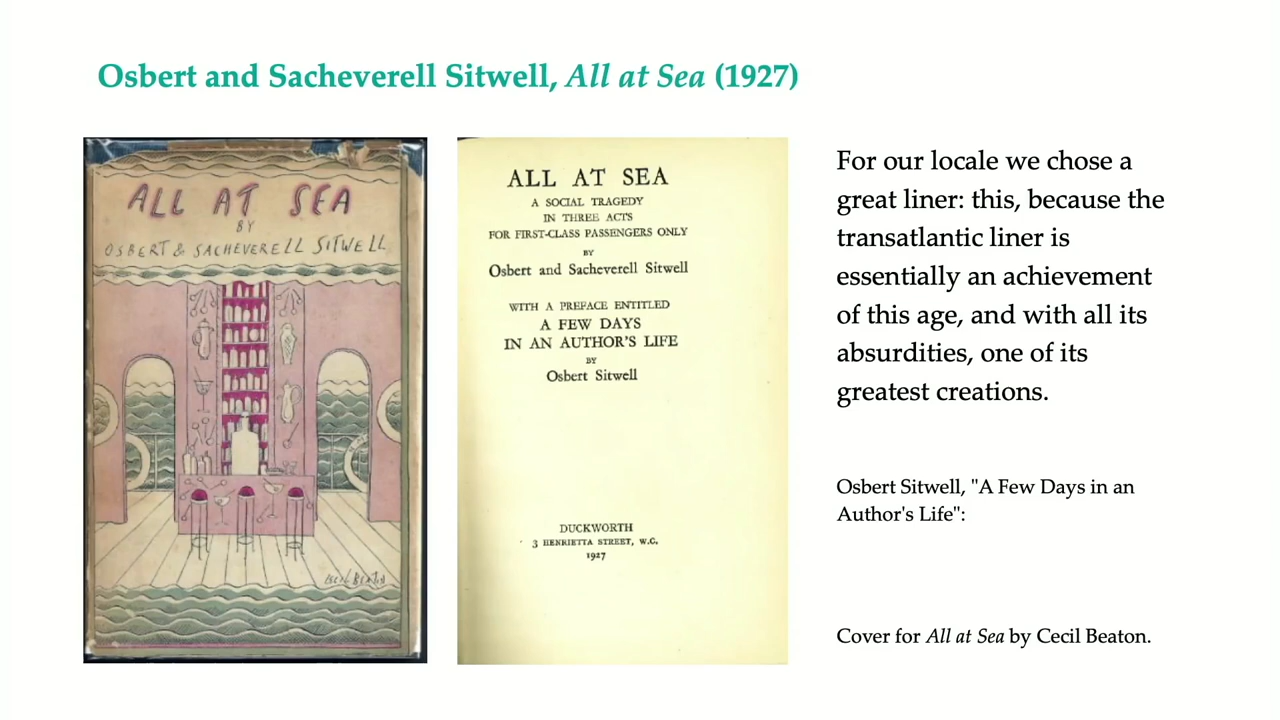 Osbert and Sacheverell Sitwell, All at Sea (1927)
ALL AT SEA
BY
OSBERT & SACHEVERELL SITWELL
CECIL BEATON
ALL AT SEA
A SOCIAL TRAGEDY
IN THREE ACTS
FOR FIRST-CLASS PASSENGERS ONLY
BY
Osbert and Sacheverell Sitwell
WITH A PREFACE ENTITLED
A FEW DAYS
IN AN AUTHOR'S LIFE
BY
Osbert Sitwell
DUCKWORTH
3 HENRIETTA STREET, W.C.
1927
For our locale we chose a
great liner: this, because the
transatlantic liner is
essentially an achievement
of this age, and with all its
absurdities, one of its
greatest creations.
Osbert Sitwell, "A Few Days in an
Author's Life":
Cover for All at Sea by Cecil Beaton.